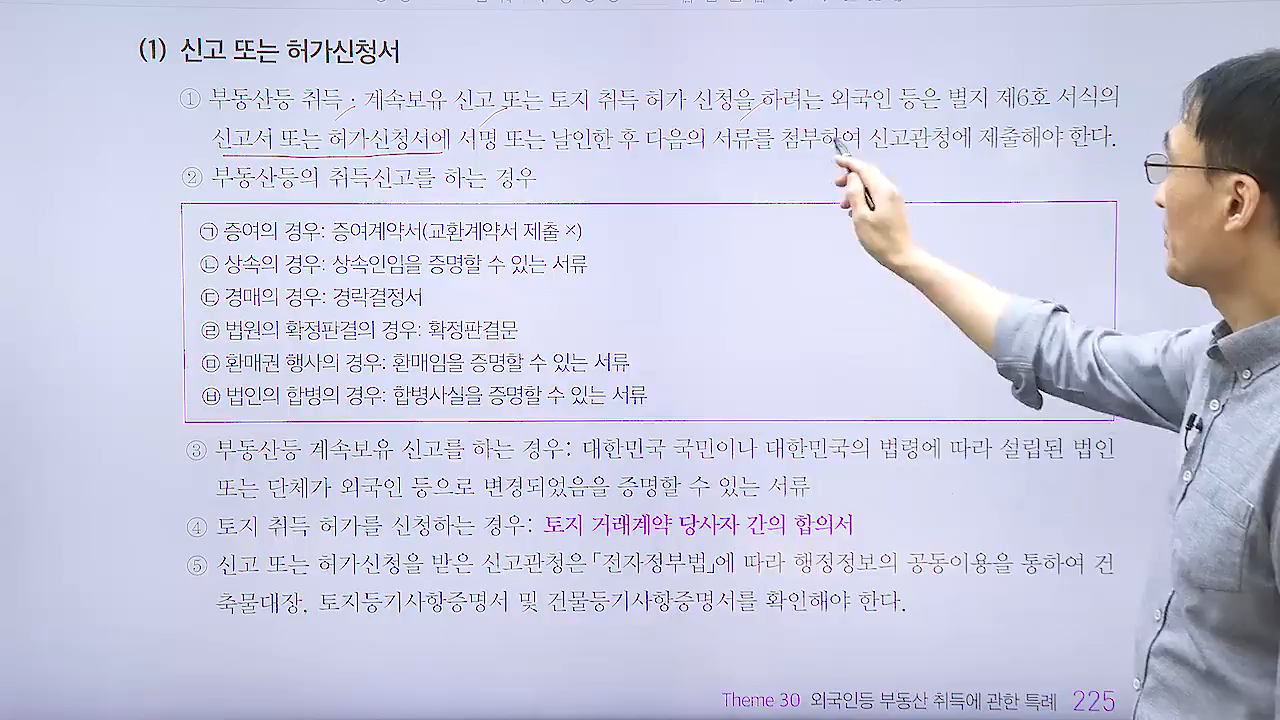 (1) 신고 또는 허가신청서
① 부동산등 취득·계속보유 신고 또는 토지 취득 허가 신청을 하려는 외국인 등은 별지 제6호 서식의
신고서 또는 허가신청서에 서명 또는 날인한 후 다음의 서류를 첨부하여 신고관청에 제출해야 한다.
② 부동산등의 취득신고를 하는 경우
㉠ 증여의 경우: 증여계약서(교환계약서 제출 ×)
㉡ 상속의 경우: 상속인임을 증명할 수 있는 서류
㉢ 경매의 경우: 경락결정서
㉣ 법원의 확정판결의 경우: 확정판결문
㉤ 환매권 행사의 경우: 환매임을 증명할 수 있는 서류
㉥ 법인의 합병의 경우: 합병사실을 증명할 수 있는 서류
③ 부동산등 계속보유 신고를 하는 경우: 대한민국 국민이나 대한민국의 법령에 따라 설립된 법인
또는 단체가 외국인 등으로 변경되었음을 증명할 수 있는 서류
④ 토지 취득 허가를 신청하는 경우: 토지 거래계약 당사자 간의 합의서
⑤ 신고 또는 허가신청을 받은 신고관청은 「전자정부법」에 따라 행정정보의 공동이용을 통하여 건
축물대장, 토지등기사항증명서 및 건물등기사항증명서를 확인해야 한다.
Theme 30 외국인등 부동산 취득에 관한 특례 225